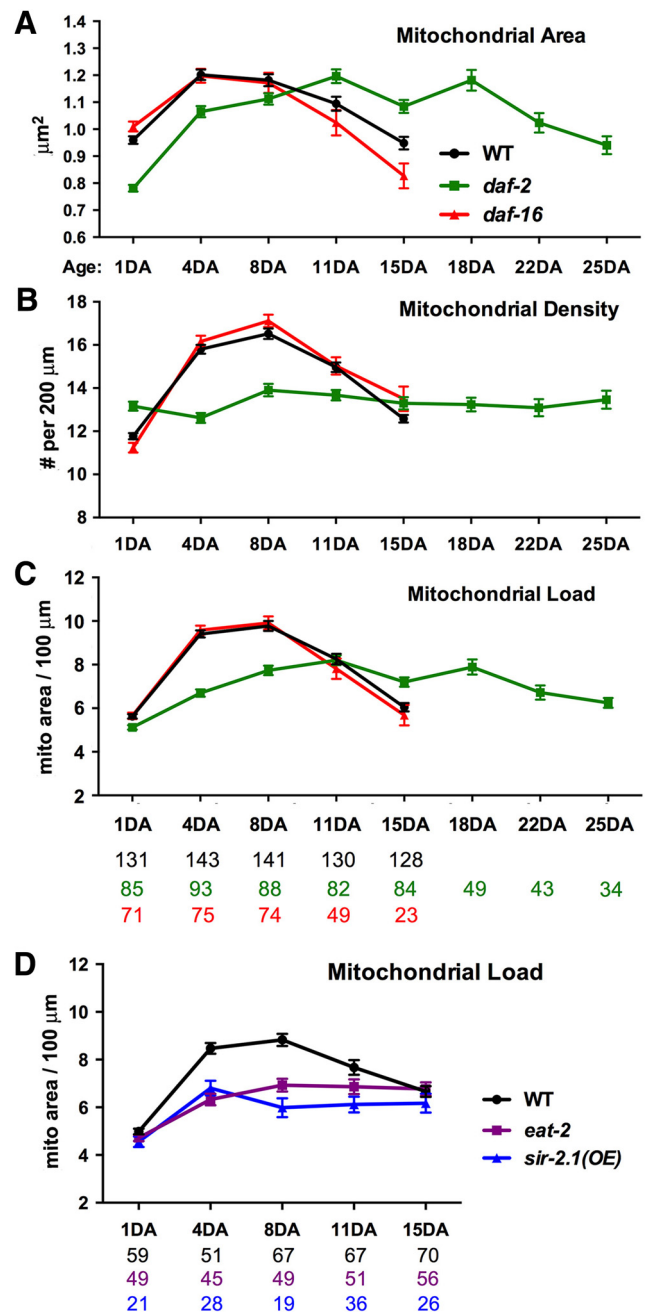 A
Mitochondrial Area
1.4
1.3
1.2
1.1
1.0
0.9
0.8
0.7
0.6
μm²
WT
daf-2
daf-16
Age: 1DA 4DA 8DA 11DA 15DA 18DA 22DA 25DA
B
Mitochondrial Density
18
16
14
12
10
8
# per 200 μm
1DA 4DA 8DA 11DA 15DA 18DA 22DA 25DA
C
Mitochondrial Load
12
10
8
6
4
2
mito area / 100 μm
1DA 4DA 8DA 11DA 15DA 18DA 22DA 25DA
131 143 141 130 128
85 93 88 82 84 49 43 34
71 75 74 49 23
D
Mitochondrial Load
12
10
8
6
4
2
mito area / 100 μm
WT
eat-2
sir-2.1(OE)
1DA 4DA 8DA 11DA 15DA
59 51 67 67 70
49 45 49 51 56
21 28 19 36 26